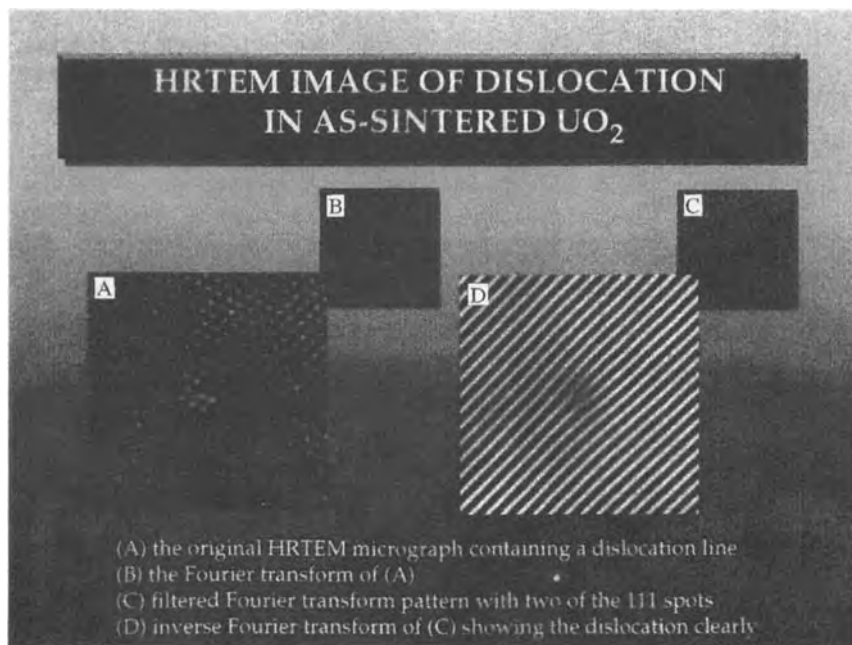 HRTEM IMAGE OF DISLOCATION
IN AS-SINTERED UO₂
B
C
A
D
(A) the original HRTEM micrograph containing a dislocation line
(B) the Fourier transform of (A)
(C) filtered Fourier transform pattern with two of the 111 spots
(D) inverse Fourier transform of (C) showing the dislocation clearly